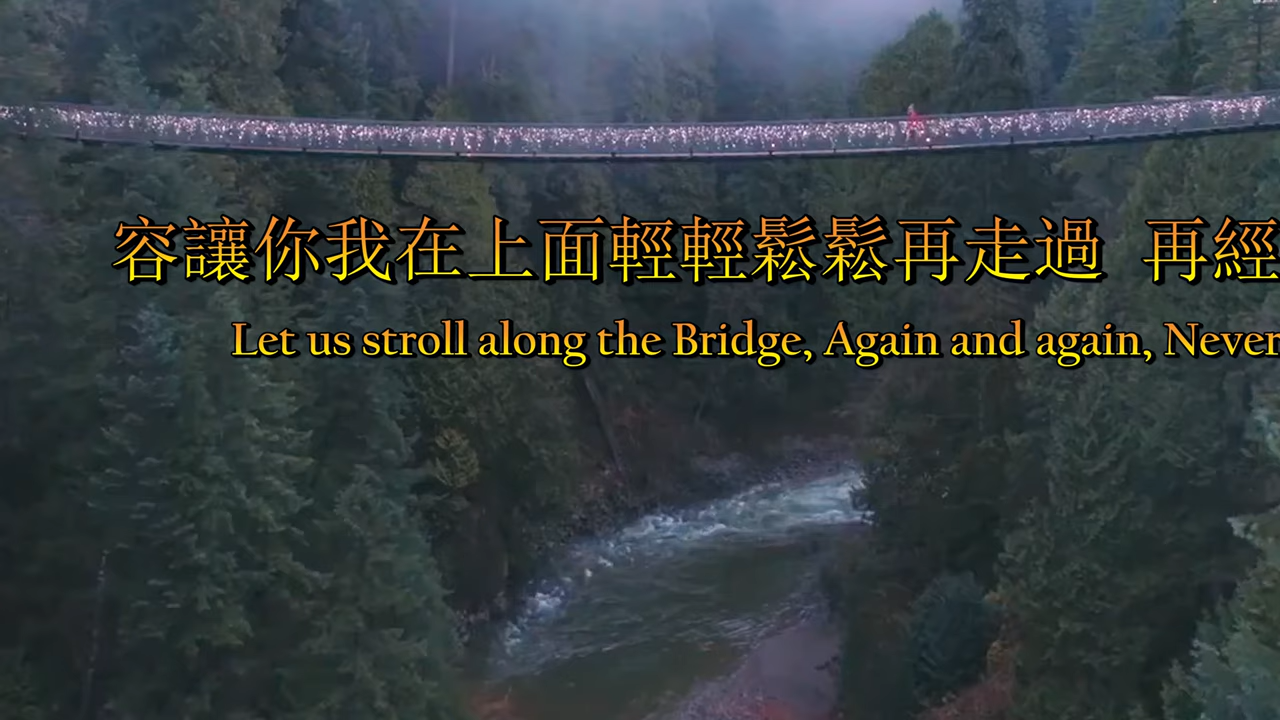 容讓你我在上面輕輕鬆鬆再走過 再經
Let us stroll along the Bridge, Again and again, Never